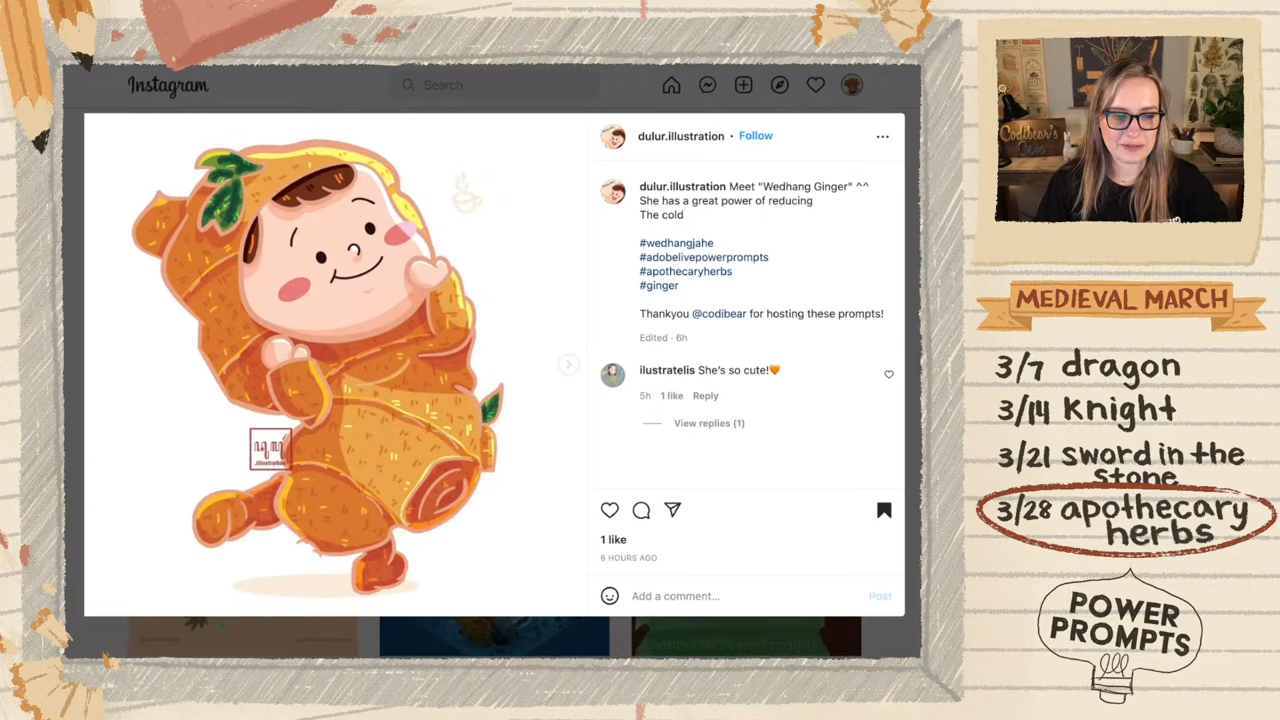 Instagram
Search
dulur.illustration • Follow
dulur.illustration Meet "Wedhang Ginger" ^^
She has a great power of reducing
The cold
#wedhangjahe
#adobelivepowerprompts
#apothecaryherbs
#ginger
Thankyou @codibear for hosting these prompts!
Edited · 6h
ilustratelis She's so cute!🧡
5h 1 like Reply
View replies (1)
1 like
6 HOURS AGO
Add a comment...
Post
.illustration
Codibear's
MEDIEVAL MARCH
3/7 dragon
3/14 Knight
3/21 sword in the
stone
3/28 apothecary
herbs
POWER
PROMPTS